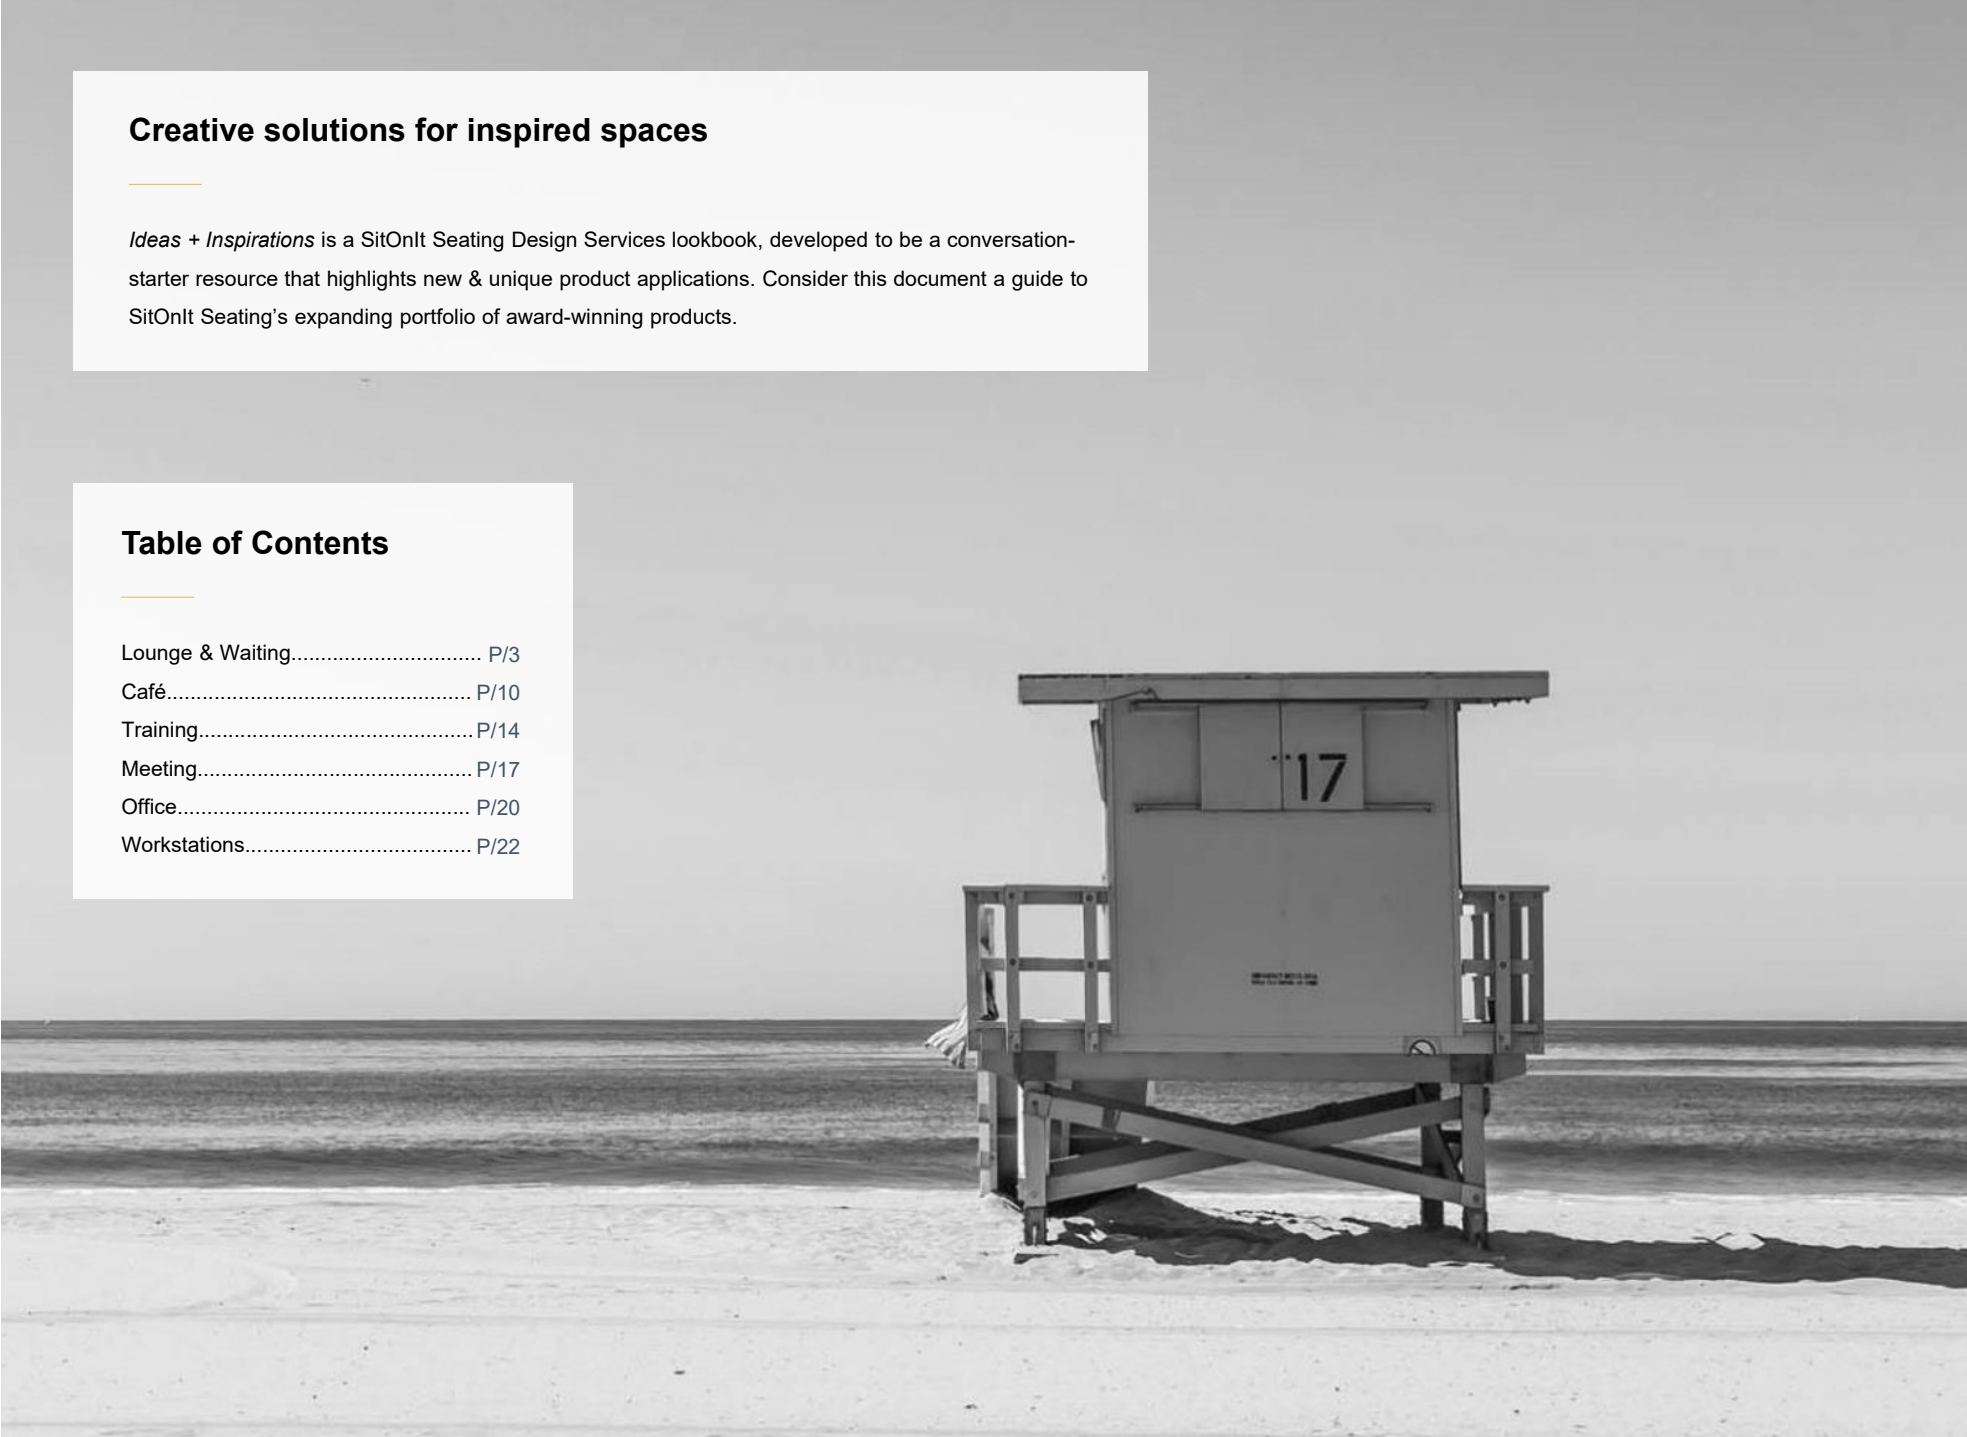 Creative solutions for inspired spaces
Ideas + Inspirations is a SitOnIt Seating Design Services lookbook, developed to be a conversation-
starter resource that highlights new & unique product applications. Consider this document a guide to
SitOnIt Seating’s expanding portfolio of award-winning products.
Table of Contents
Lounge & Waiting................................ P/3
Café................................................... P/10
Training.............................................. P/14
Meeting.............................................. P/17
Office................................................. P/20
Workstations...................................... P/22
17